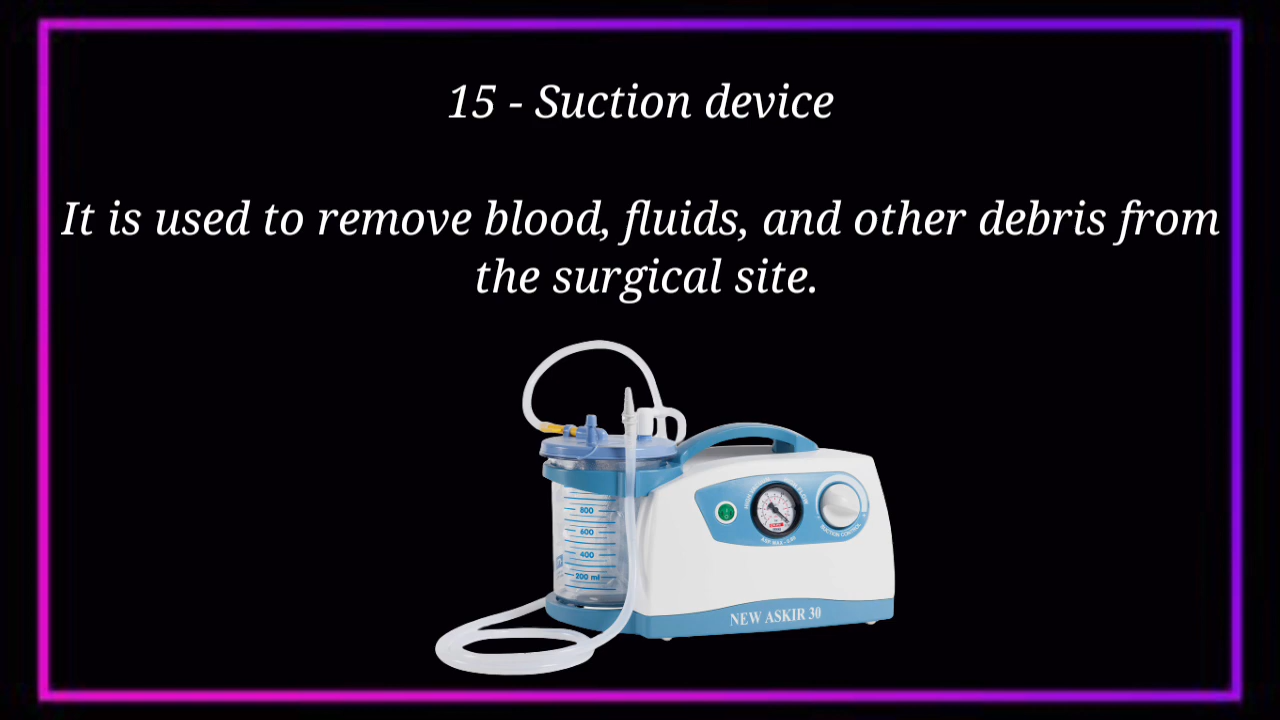 15 - Suction device
It is used to remove blood, fluids, and other debris from
the surgical site.
800
600
400
200 ml
NEW ASKIR 30